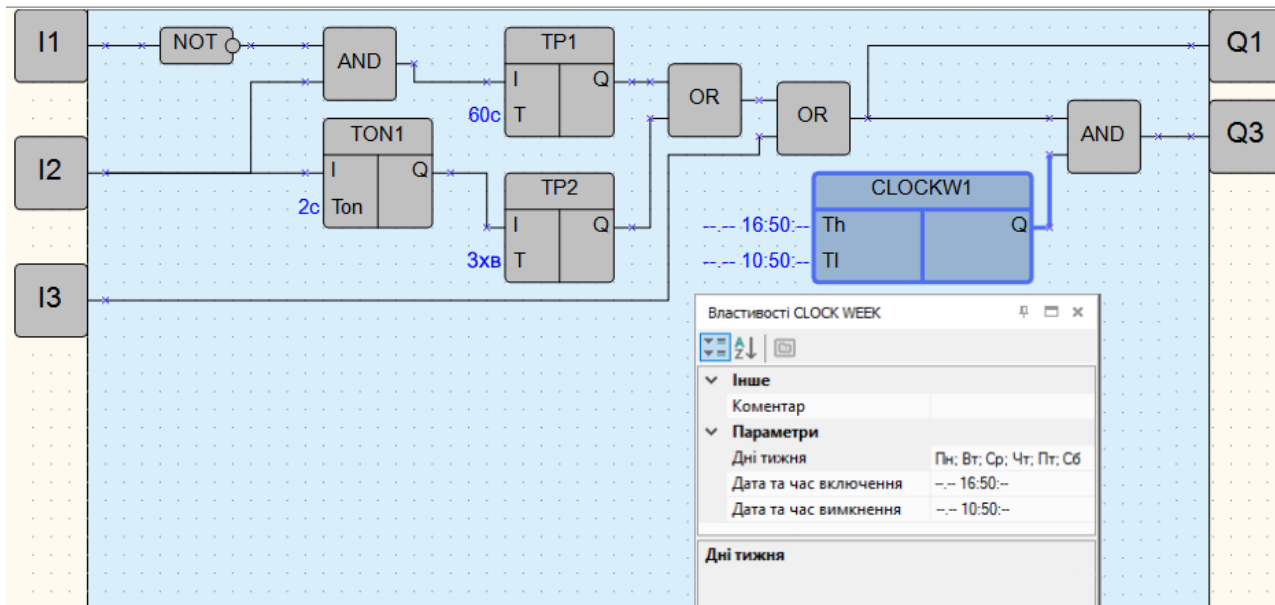 I1
NOT
AND
TP1
I
Q
T
60с
OR
OR
Q1
AND
Q3
I2
TON1
I
Q
Ton
2с
TP2
I
Q
T
3хв
CLOCKW1
--.-- 16:50:--
Th
Q
--.-- 10:50:--
Tl
I3
Властивості CLOCK WEEK
Інше
Коментар
Параметри
Дні тижня
Пн; Вт; Ср; Чт; Пт; Сб
Дата та час включення
--.-- 16:50:--
Дата та час вимкнення
--.-- 10:50:--
Дні тижня